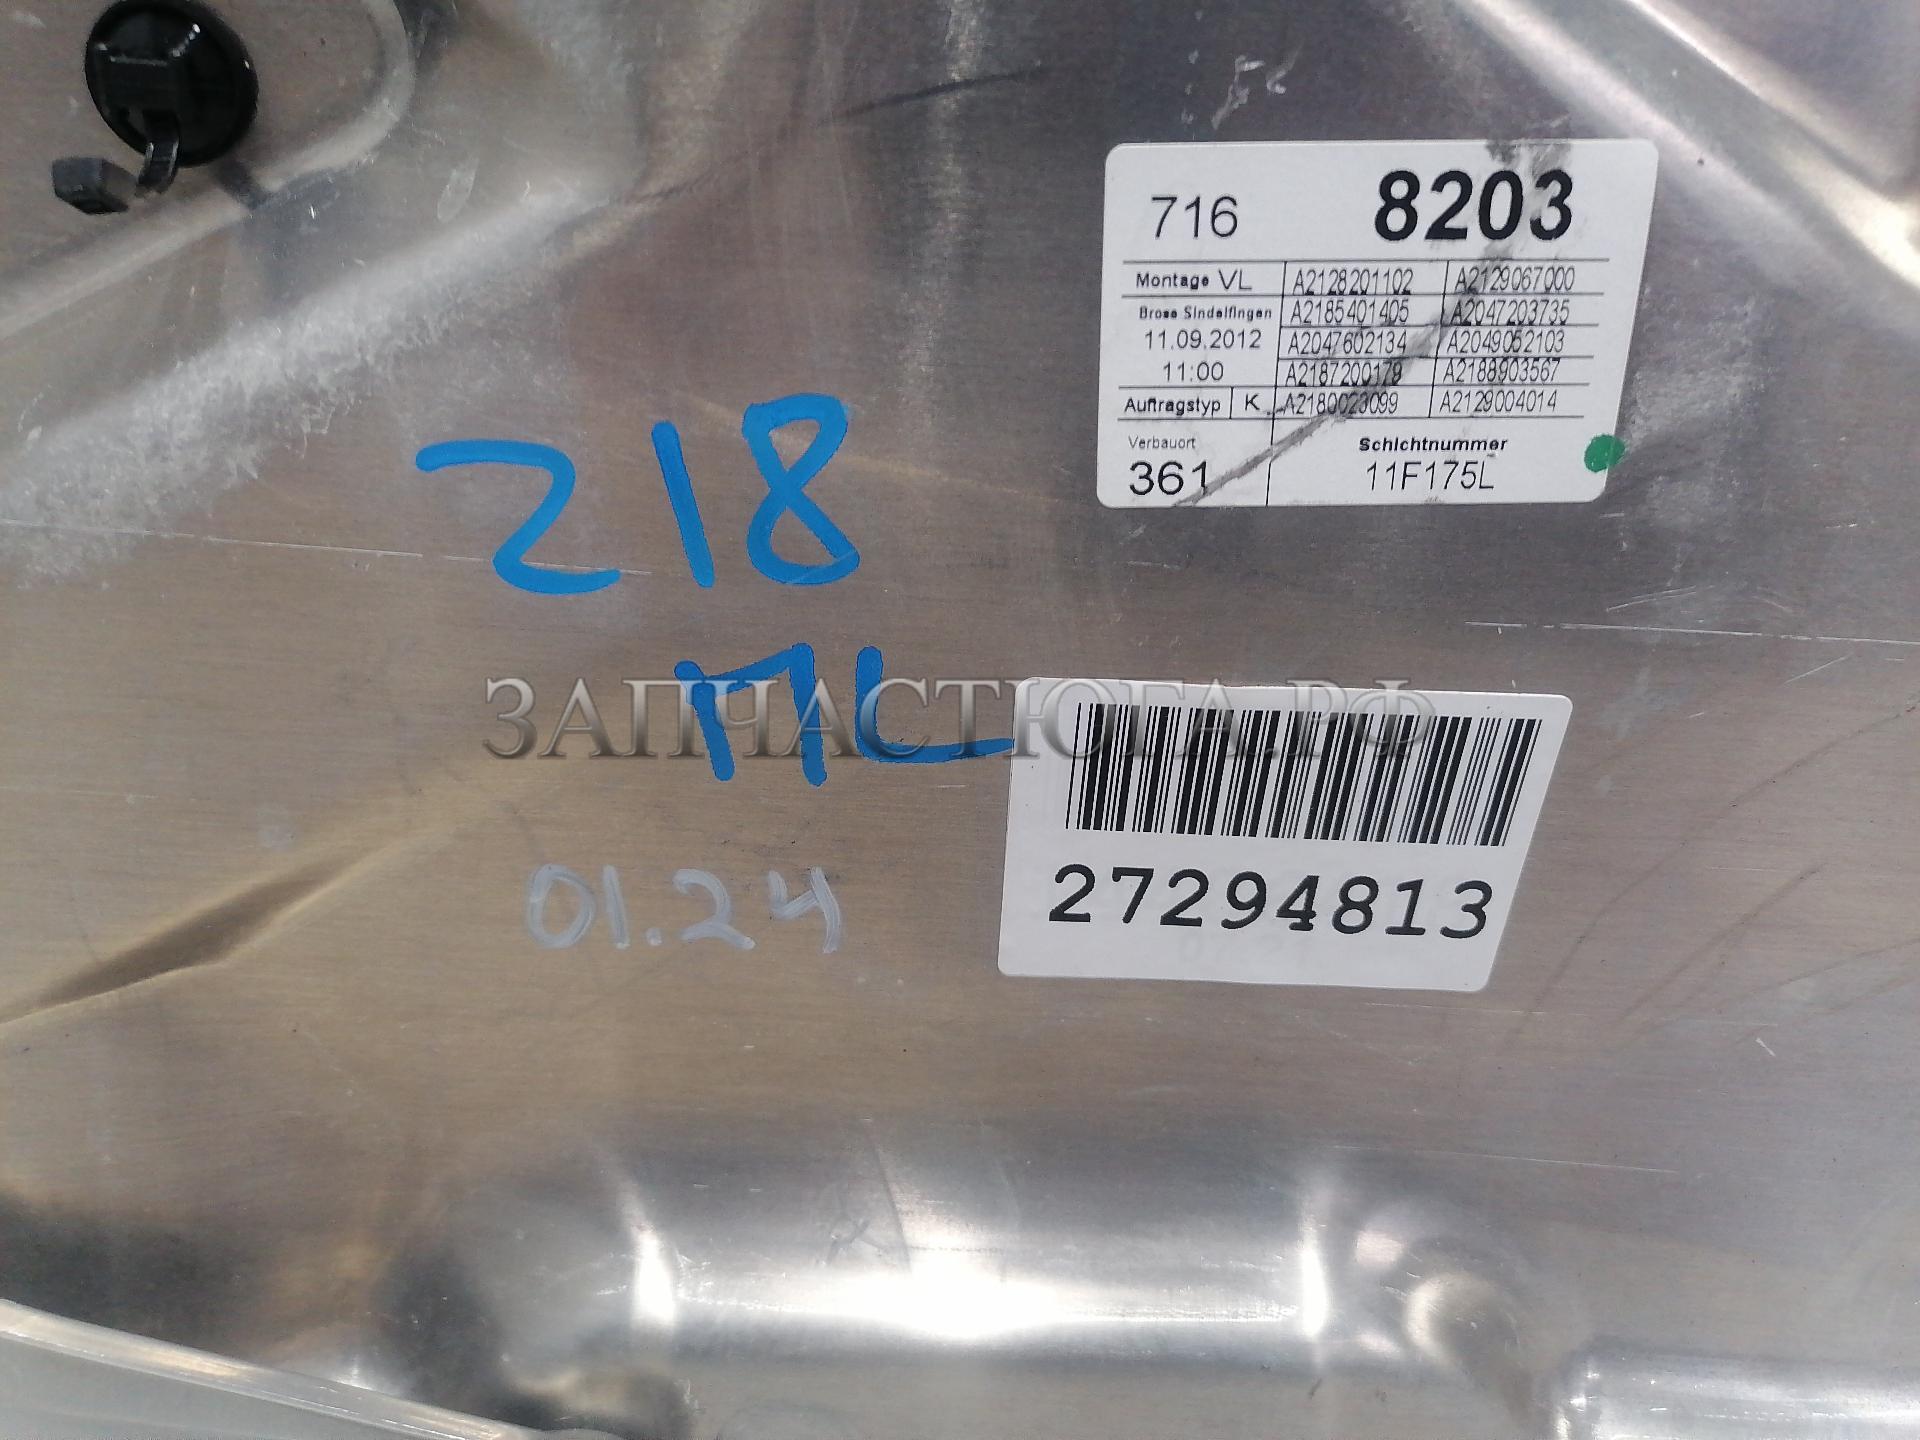 716 8203
Montage VL A2128201102 A2129067000
Brose Sindelfingen A2185401405 A2047203735
11.09.2012 A2047602134 A2049052103
11:00 A2187200179 A2188903567
Auftragstyp K A2180023099 A2129004014
Verbauort Schichtnummer
361 11F175L
218
ПL
ЗАПЧАСТЮГА.РФ
01.24
27294813